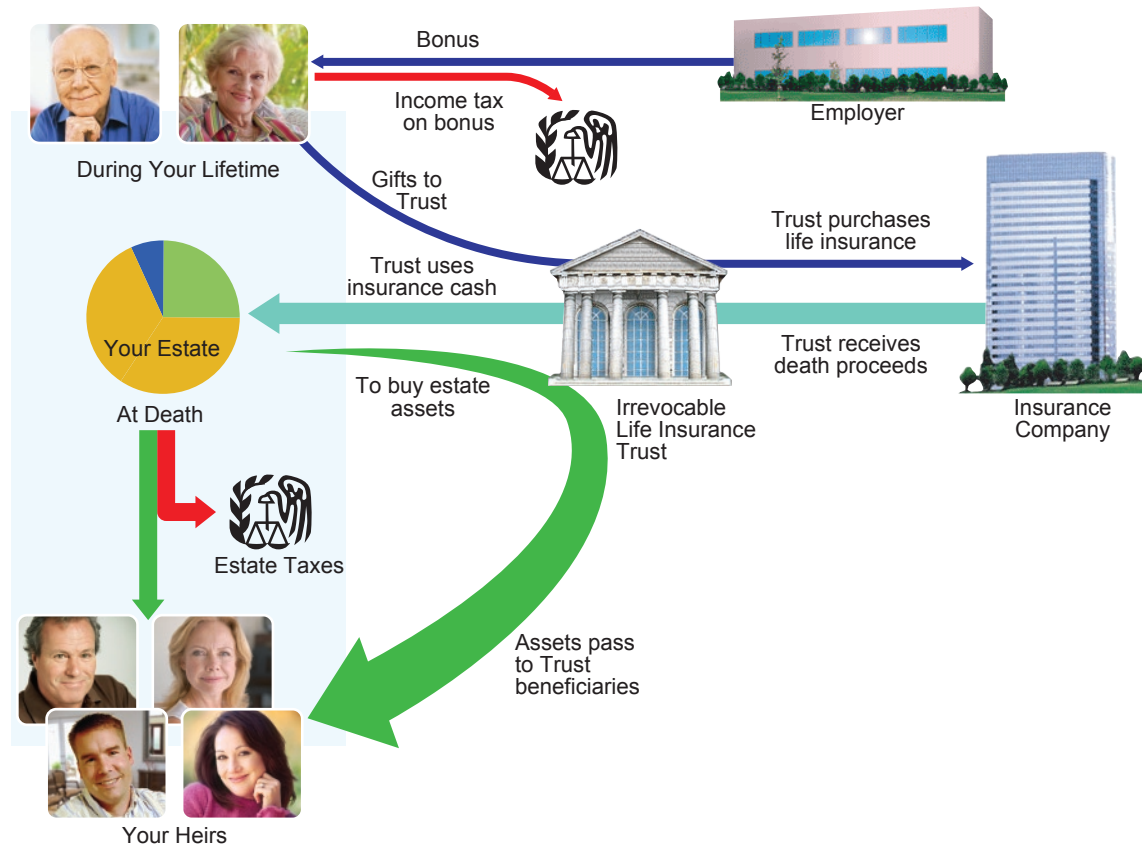 Bonus
Income tax
on bonus
Employer
During Your Lifetime
Gifts to
Trust
Trust purchases
life insurance
Trust uses
insurance cash
Your Estate
To buy estate
assets
Trust receives
death proceeds
At Death
Irrevocable
Life Insurance
Trust
Insurance
Company
Estate Taxes
Assets pass
to Trust
beneficiaries
Your Heirs